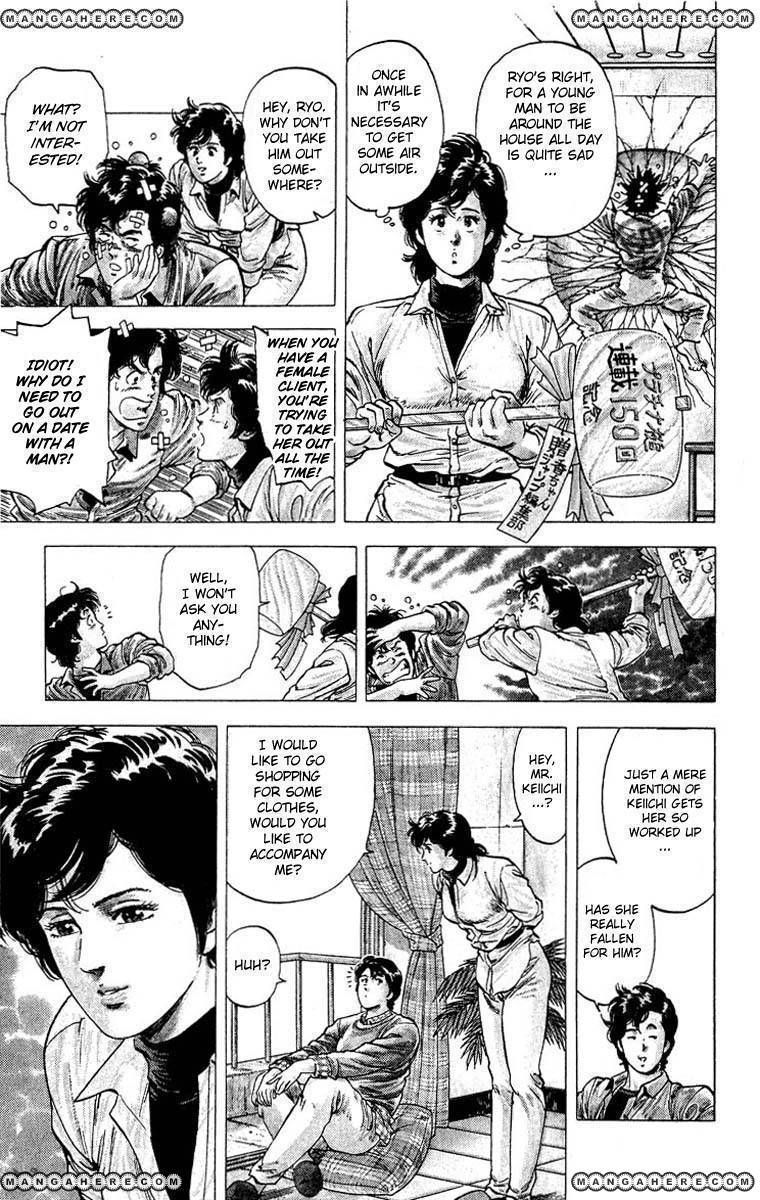 MANGAHERE.COM
MANGAHERE.COM
RYO'S RIGHT,
FOR A YOUNG
MAN TO BE
AROUND THE
HOUSE ALL DAY
IS QUITE SAD
...
ONCE
IN AWHILE
IT'S
NECESSARY
TO GET
SOME AIR
OUTSIDE.
連載150回
記念
HEY, RYO.
WHY DON'T
YOU TAKE
HIM OUT
SOME-
WHERE?
WHAT?
I'M NOT
INTER-
ESTED!
WHEN YOU
HAVE A
FEMALE
CLIENT,
YOU'RE
TRYING
TO TAKE
HER OUT
ALL THE
TIME!
IDIOT!
WHY DO I
NEED TO
GO OUT
ON A DATE
WITH A
MAN?!
WELL,
I WON'T
ASK YOU
ANY-
THING!
JUST A MERE
MENTION OF
KEIICHI GETS
HER SO
WORKED UP
...
HAS SHE
REALLY
FALLEN
FOR HIM?
HEY,
MR.
KEIICHI
...?
I WOULD
LIKE TO GO
SHOPPING
FOR SOME
CLOTHES,
WOULD YOU
LIKE TO
ACCOMPANY
ME?
HUH?
MANGAHERE.COM
MANGAHERE.COM